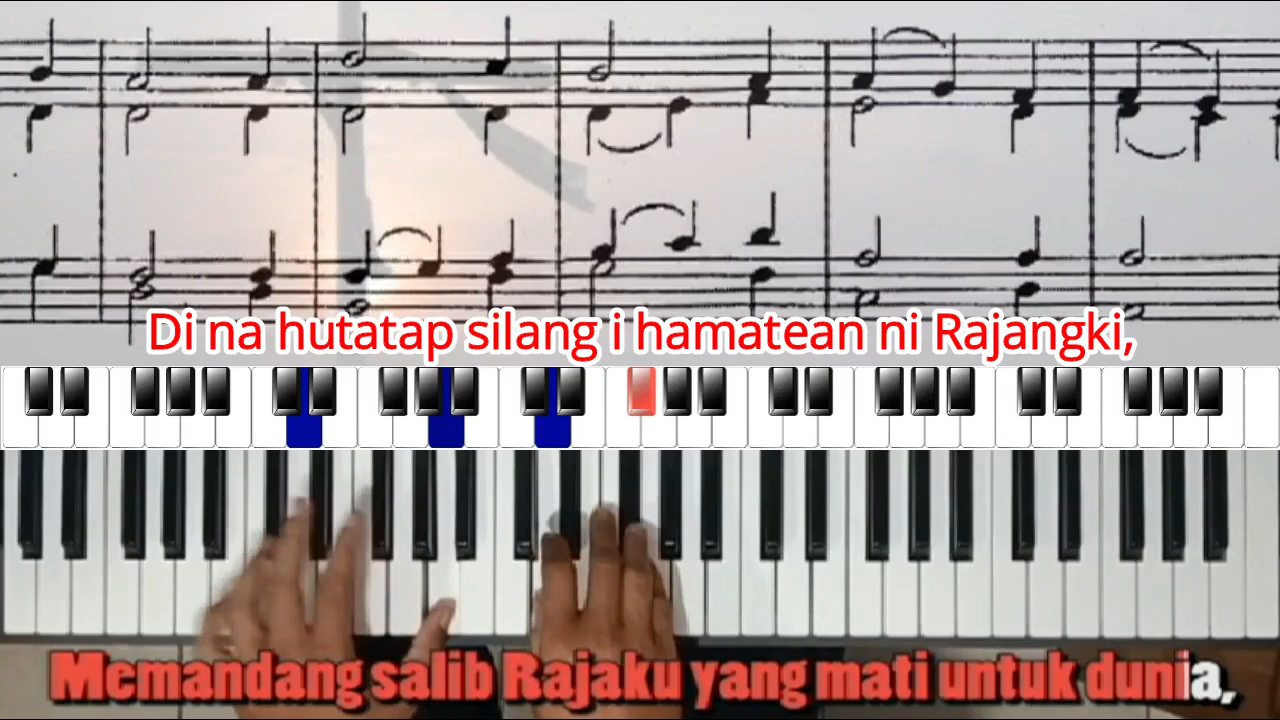 Di na hutatap silang i hamatean ni Rajangki,
Memandang salib Rajaku yang mati untuk dunia,